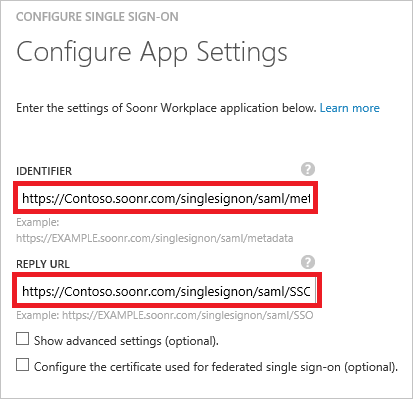 CONFIGURE SINGLE SIGN-ON
Configure App Settings
Enter the settings of Soonr Workplace application below. Learn more
IDENTIFIER ?
https://Contoso.soonr.com/singlesignon/saml/met
Example:
https://EXAMPLE.soonr.com/singlesignon/saml/metadata
REPLY URL ?
https://Contoso.soonr.com/singlesignon/saml/SSO
Example: https://EXAMPLE.soonr.com/singlesignon/saml/SSO
Show advanced settings (optional).
Configure the certificate used for federated single sign-on (optional).